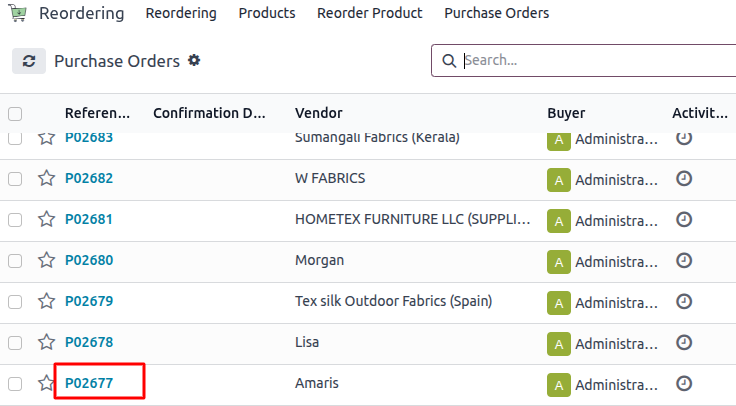 Reordering Reordering Products Reorder Product Purchase Orders
Purchase Orders Search...
Referen... Confirmation D... Vendor Buyer Activit...
P02683 Sumangali Fabrics (Kerala) A Administra...
P02682 W FABRICS A Administra...
P02681 HOMETEX FURNITURE LLC (SUPPLI... A Administra...
P02680 Morgan A Administra...
P02679 Tex silk Outdoor Fabrics (Spain) A Administra...
P02678 Lisa A Administra...
P02677 Amaris A Administra...